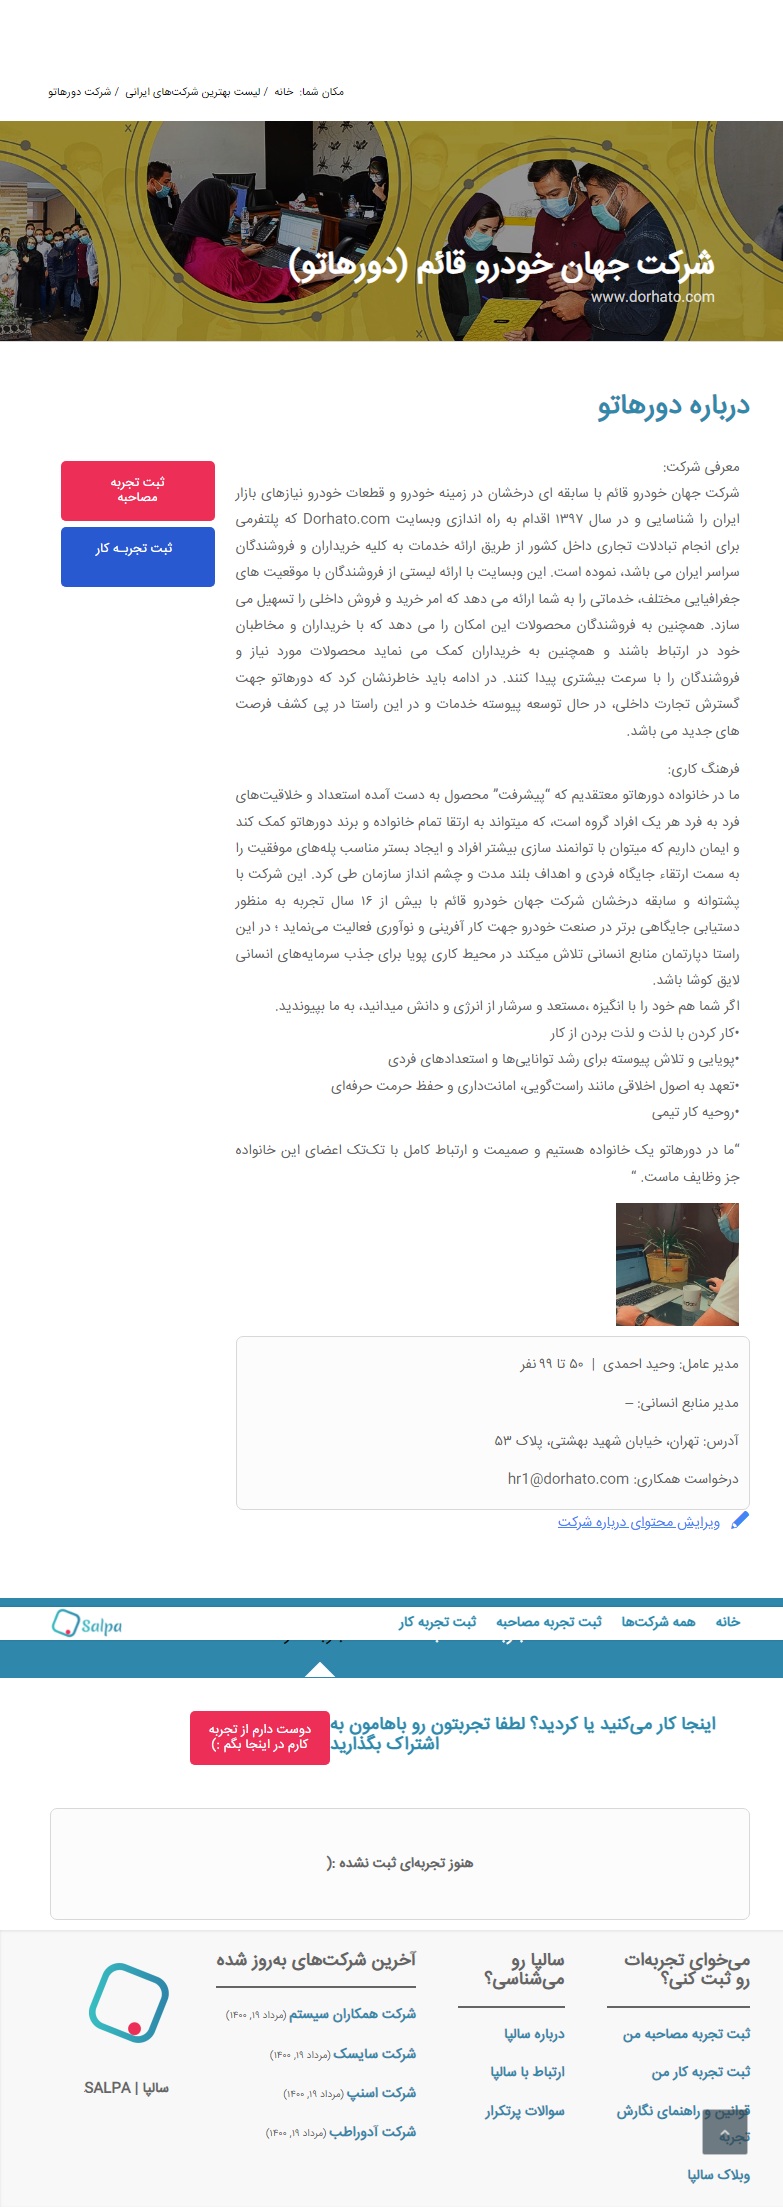 مکان شما: خانه / لیست بهترین شرکت‌های ایرانی / شرکت دورهاتو
شرکت جهان خودرو قائم (دورهاتو)
www.dorhato.com
درباره دورهاتو
ثبت تجربه
مصاحبه
ثبت تجربـه کار
معرفی شرکت:
شرکت جهان خودرو قائم با سابقه ای درخشان در زمینه خودرو و قطعات خودرو نیازهای بازار
ایران را شناسایی و در سال ۱۳۹۷ اقدام به راه اندازی وبسایت Dorhato.com که پلتفرمی
برای انجام تبادلات تجاری داخل کشور از طریق ارائه خدمات به کلیه خریداران و فروشندگان
سراسر ایران می باشد، نموده است. این وبسایت با ارائه لیستی از فروشندگان با موقعیت های
جغرافیایی مختلف، خدماتی را به شما ارائه می دهد که امر خرید و فروش داخلی را تسهیل می
سازد. همچنین به فروشندگان محصولات این امکان را می دهد که با خریداران و مخاطبان
خود در ارتباط باشند و همچنین به خریداران کمک می نماید محصولات مورد نیاز و
فروشندگان را با سرعت بیشتری پیدا کنند. در ادامه باید خاطرنشان کرد که دورهاتو جهت
گسترش تجارت داخلی، در حال توسعه پیوسته خدمات و در این راستا در پی کشف فرصت
های جدید می باشد.
فرهنگ کاری:
ما در خانواده دورهاتو معتقدیم که “پیشرفت” محصول به دست آمده استعداد و خلاقیت‌های
فرد به فرد هر یک افراد گروه است، که میتواند به ارتقا تمام خانواده و برند دورهاتو کمک کند
و ایمان داریم که میتوان با توانمند سازی بیشتر افراد و ایجاد بستر مناسب پله‌های موفقیت را
به سمت ارتقاء جایگاه فردی و اهداف بلند مدت و چشم انداز سازمان طی کرد. این شرکت با
پشتوانه و سابقه درخشان شرکت جهان خودرو قائم با بیش از ۱۶ سال تجربه به منظور
دستیابی جایگاهی برتر در صنعت خودرو جهت کار آفرینی و نوآوری فعالیت می‌نماید ؛ در این
راستا دپارتمان منابع انسانی تلاش میکند در محیط کاری پویا برای جذب سرمایه‌های انسانی
لایق کوشا باشد.
اگر شما هم خود را با انگیزه ،مستعد و سرشار از انرژی و دانش میدانید، به ما بپیوندید.
•کار کردن با لذت و لذت بردن از کار
•پویایی و تلاش پیوسته برای رشد توانایی‌ها و استعدادهای فردی
•تعهد به اصول اخلاقی مانند راست‌گویی، امانت‌داری و حفظ حرمت حرفه‌ای
•روحیه کار تیمی
“ما در دورهاتو یک خانواده هستیم و صمیمت و ارتباط کامل با تک‌تک اعضای این خانواده
جز وظایف ماست. “
مدیر عامل: وحید احمدی | ۵۰ تا ۹۹ نفر
مدیر منابع انسانی: –
آدرس: تهران، خیابان شهید بهشتی، پلاک ۵۳
درخواست همکاری: hr1@dorhato.com
ویرایش محتوای درباره شرکت
خانه همه شرکت‌ها ثبت تجربه مصاحبه ثبت تجربه کار
Salpa
اینجا کار می‌کنید یا کردید؟ لطفا تجربتون رو باهامون به
اشتراک بگذارید
دوست دارم از تجربه
کارم در اینجا بگم :)
هنوز تجربه‌ای ثبت نشده :(
می‌خوای تجربه‌ات
رو ثبت کنی؟
ثبت تجربه مصاحبه من
ثبت تجربه کار من
قوانین و راهنمای نگارش
تجربه
وبلاک سالپا
سالپا رو
می‌شناسی؟
درباره سالپا
ارتباط با سالپا
سوالات پرتکرار
آخرین شرکت‌های به‌روز شده
شرکت همکاران سیستم (مرداد ۱۹, ۱۴۰۰)
شرکت سایسک (مرداد ۱۹, ۱۴۰۰)
شرکت اسنپ (مرداد ۱۹, ۱۴۰۰)
شرکت آدوراطب (مرداد ۱۹, ۱۴۰۰)
سالپا | SALPA